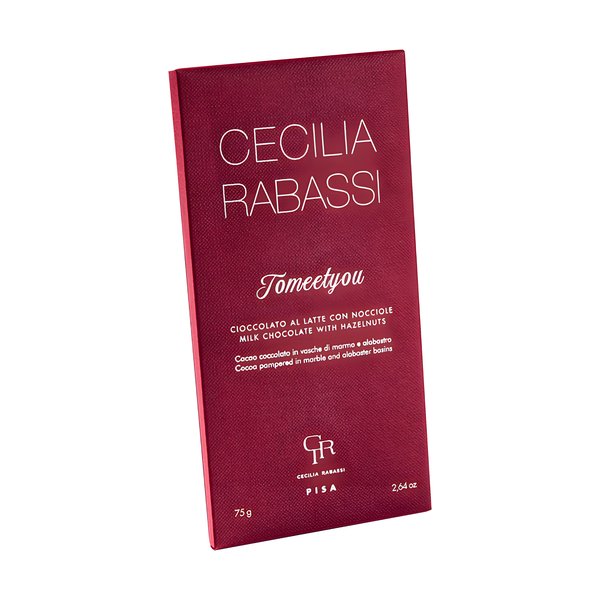 CECILIA
RABASSI
Tomeetyou
CIOCCOLATO AL LATTE CON NOCCIOLE
MILK CHOCOLATE WITH HAZELNUTS
Cacao coccolato in vasche di marmo e alabastro
Cocoa pampered in marble and alabaster basins
CR
CECILIA RABASSI
PISA
75 g
2,64 oz